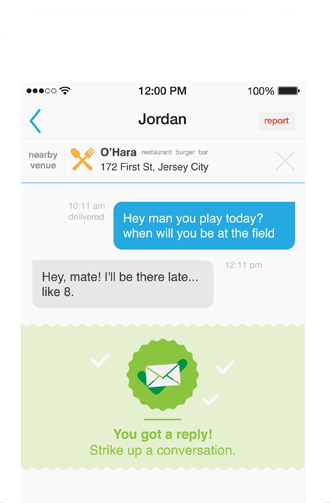 12:00 PM 100%
Jordan
report
nearby venue
O'Hara restaurant burger bar
172 First St, Jersey City
10:11 am
delivered
Hey man you play today?
when will you be at the field
12:11 pm
Hey, mate! I'll be there late...
like 8.
You got a reply!
Strike up a conversation.